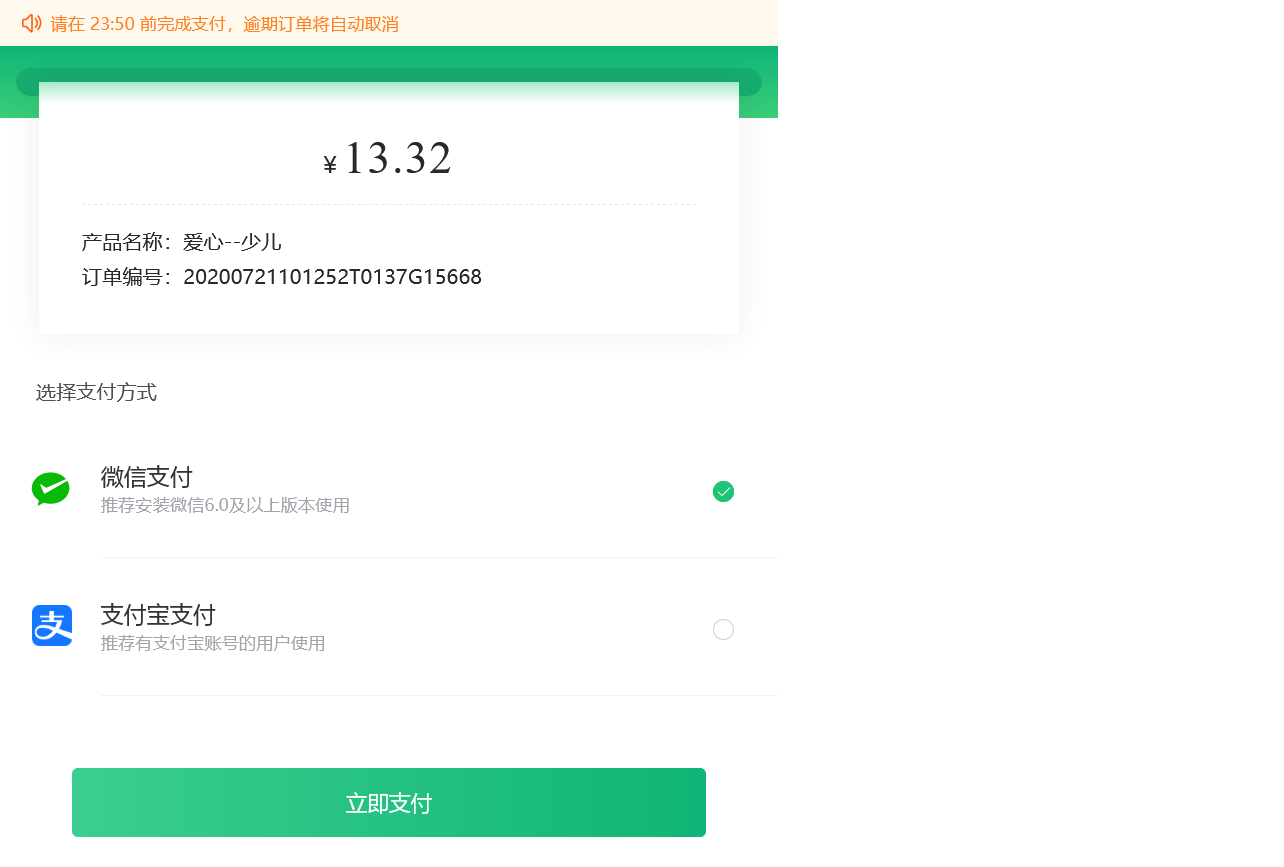 请在 23:50 前完成支付，逾期订单将自动取消
¥ 13.32
产品名称：爱心--少儿
订单编号：20200721101252T0137G15668
选择支付方式
微信支付
推荐安装微信6.0及以上版本使用
支付宝支付
推荐有支付宝账号的用户使用
立即支付